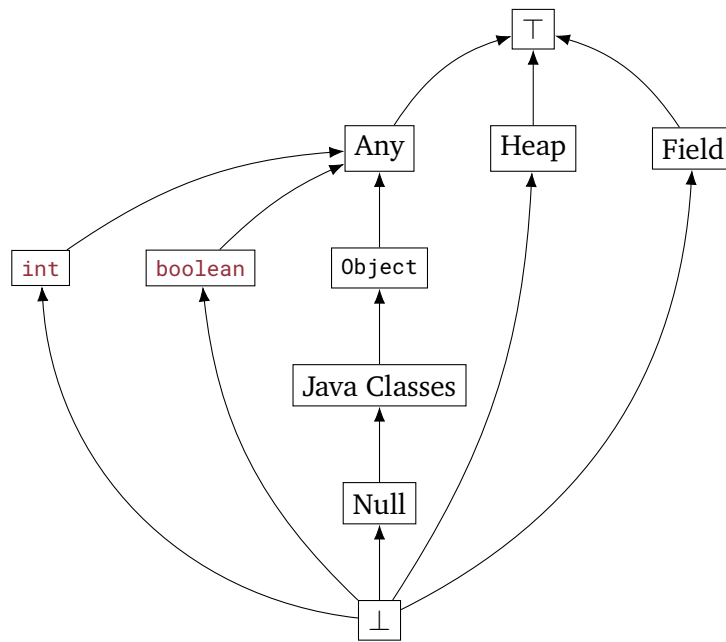 ⊤
Any
Heap
Field
int
boolean
Object
Java Classes
Null
⊥